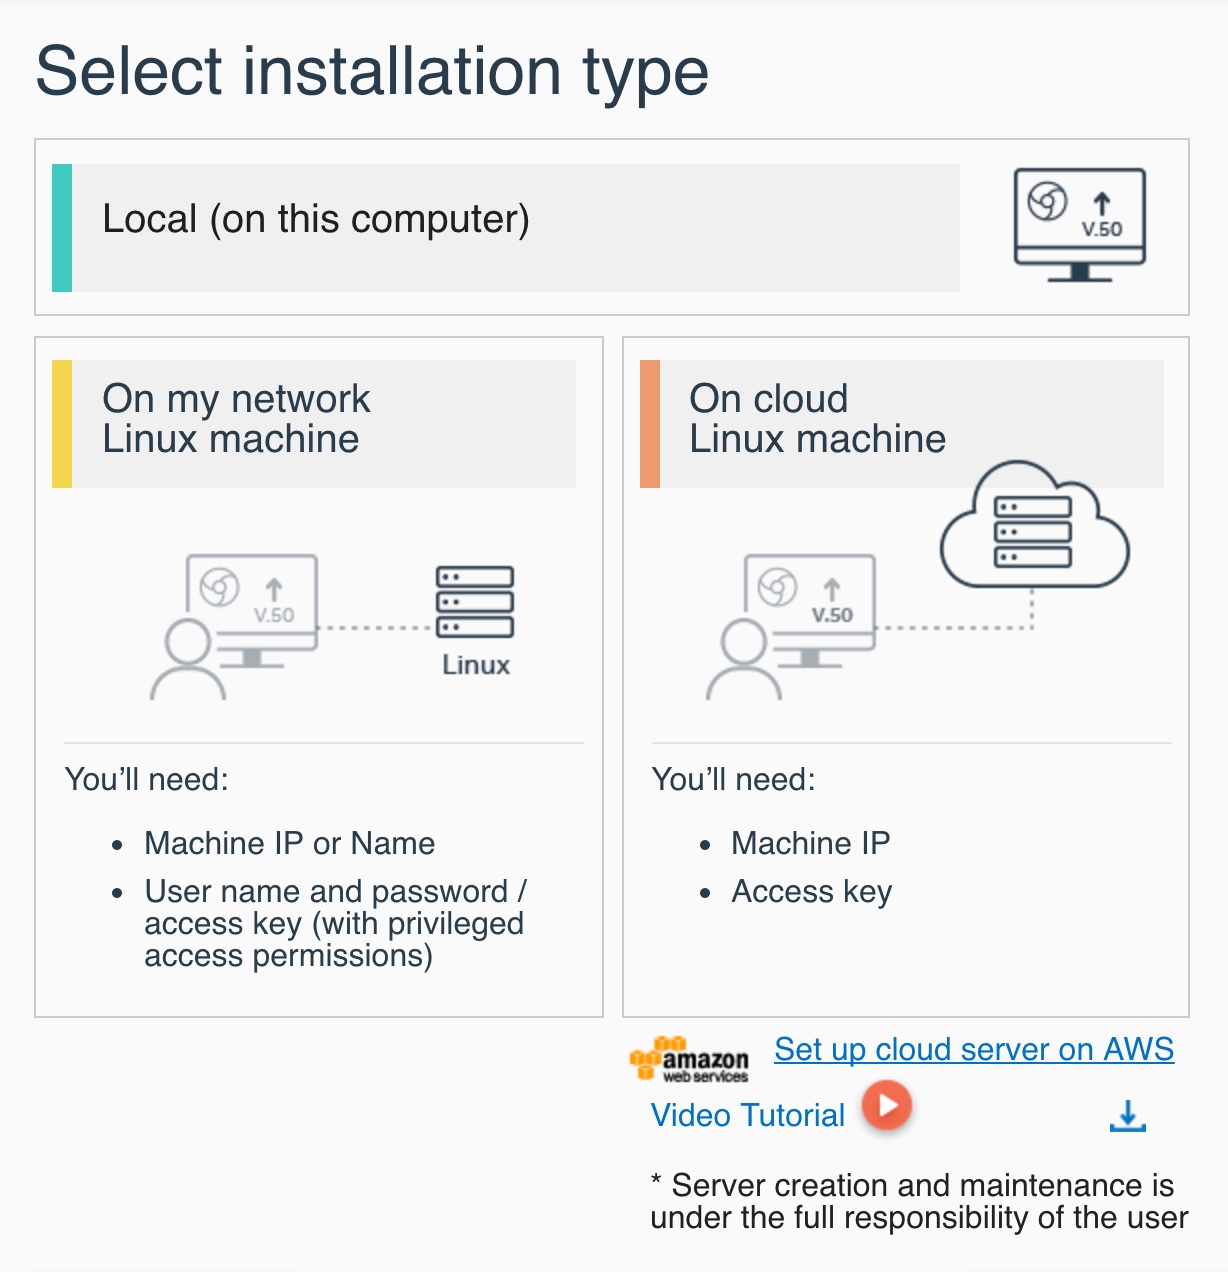 Select installation type
Local (on this computer)
V.50
On my network
Linux machine
V.50
Linux
You'll need:
• Machine IP or Name
• User name and password /
access key (with privileged
access permissions)
On cloud
Linux machine
V.50
You'll need:
• Machine IP
• Access key
amazon
web services
Set up cloud server on AWS
Video Tutorial
* Server creation and maintenance is
under the full responsibility of the user